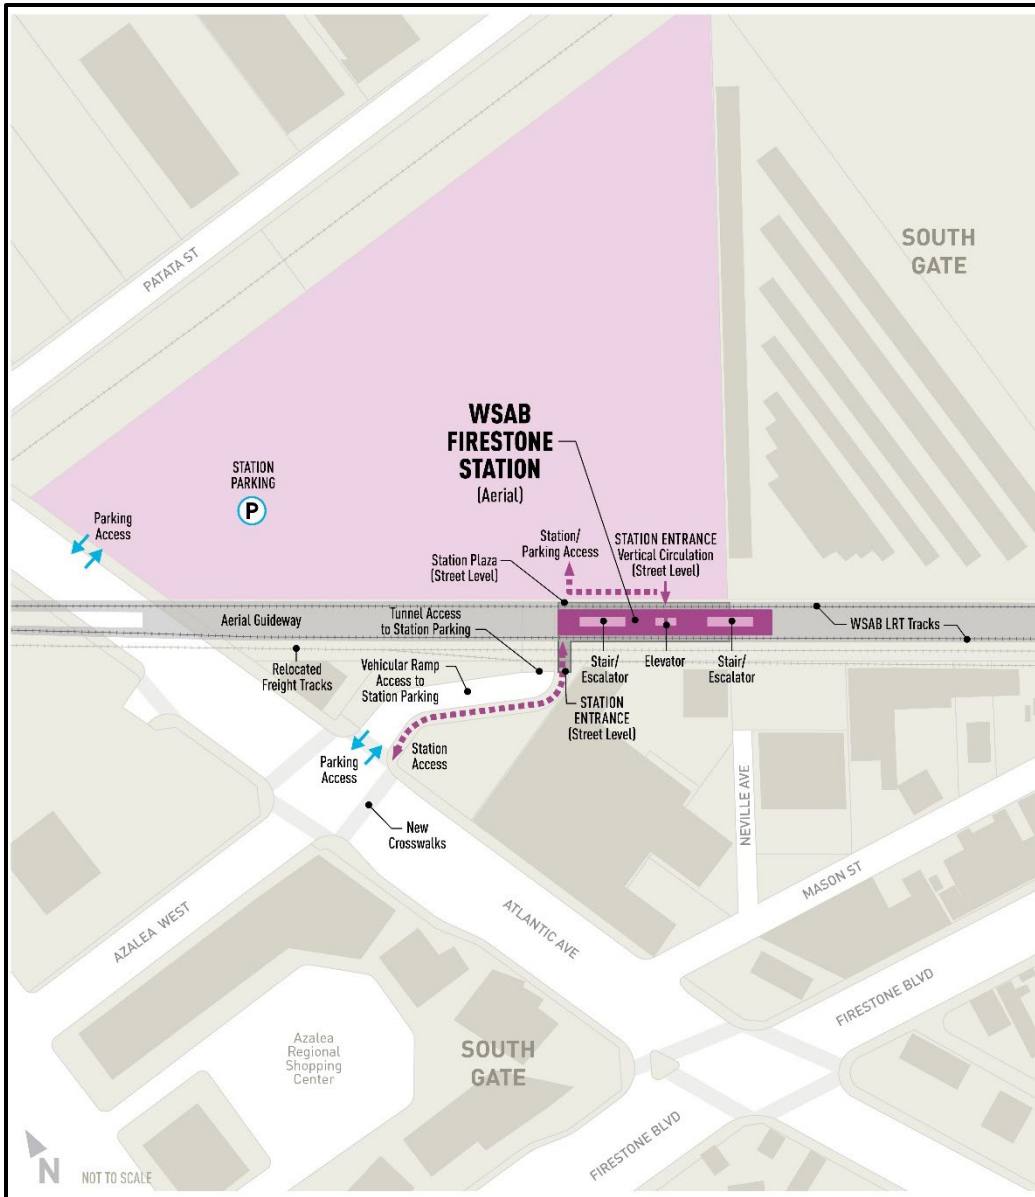 PATATA ST
SOUTH
GATE
WSAB
FIRESTONE
STATION
(Aerial)
STATION
PARKING
P
Parking
Access
Station/
Parking Access
STATION ENTRANCE
Vertical Circulation
(Street Level)
Station Plaza
(Street Level)
Aerial Guideway
Tunnel Access
to Station Parking
WSAB LRT Tracks
Relocated
Freight Tracks
Vehicular Ramp
Access to
Station Parking
Stair/
Escalator
Elevator
Stair/
Escalator
STATION
ENTRANCE
(Street Level)
Parking
Access
Station
Access
New
Crosswalks
NEVILLE AVE
MASON ST
AZALEA WEST
ATLANTIC AVE
FIRESTONE BLVD
Azalea
Regional
Shopping
Center
SOUTH
GATE
FIRESTONE BLVD
N
NOT TO SCALE